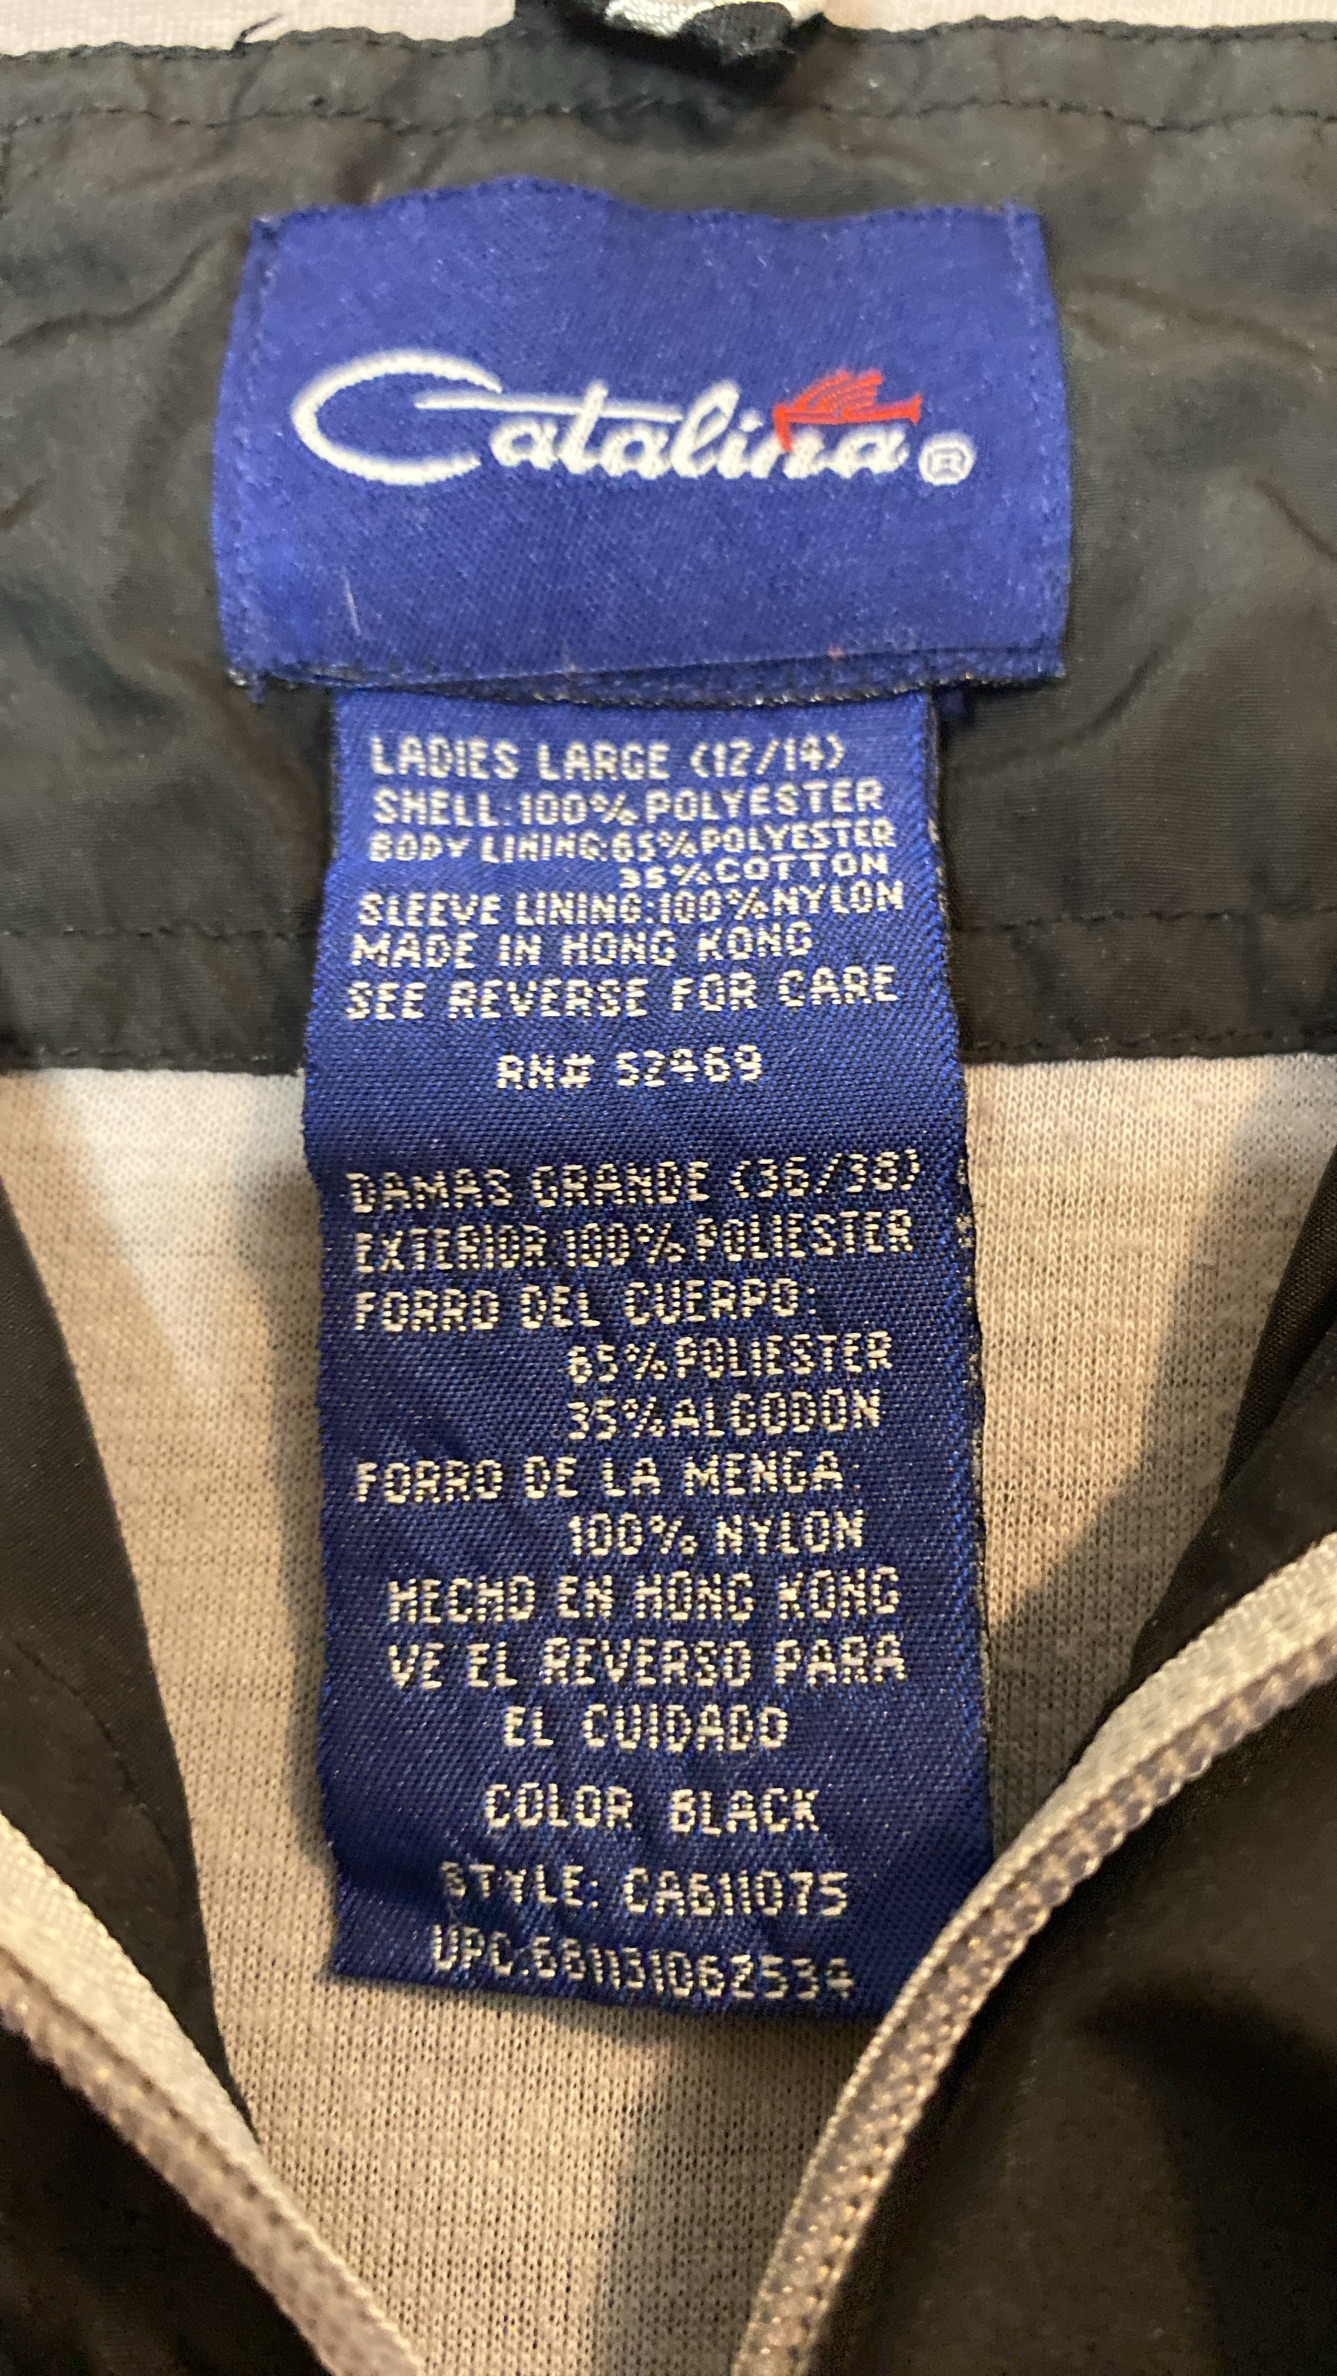 Catalina®
LADIES LARGE (12/14)
SHELL:100% POLYESTER
BODY LINING:65%POLYESTER
35%COTTON
SLEEVE LINING:100%NYLON
MADE IN HONG KONG
SEE REVERSE FOR CARE
RN# 52469
DAMAS GRANDE (36/38)
EXTERIOR:100% POLIESTER
FORRO DEL CUERPO:
65% POLIESTER
35%ALGODON
FORRO DE LA MENGA:
100% NYLON
HECHO EN HONG KONG
VE EL REVERSO PARA
EL CUIDADO
COLOR: BLACK
STYLE: CA611075
UPC:681131062534